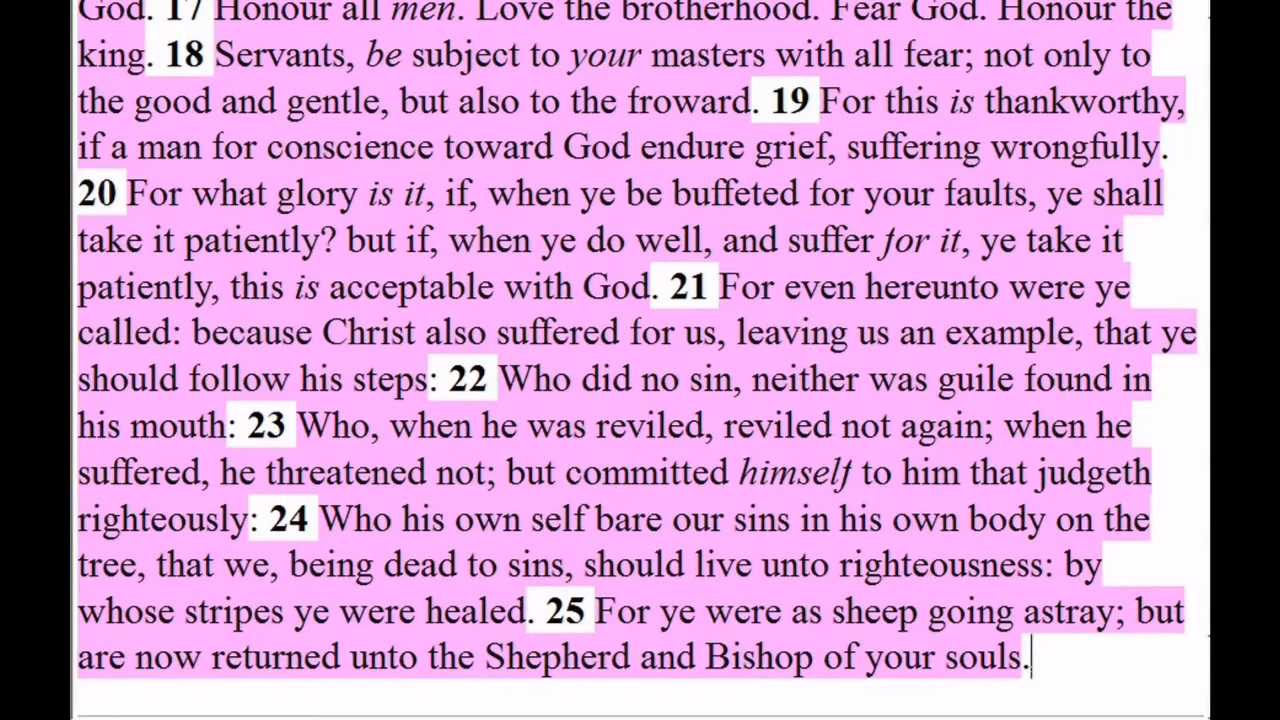 God. 17 Honour all men. Love the brotherhood. Fear God. Honour the
king. 18 Servants, be subject to your masters with all fear; not only to
the good and gentle, but also to the froward. 19 For this is thankworthy,
if a man for conscience toward God endure grief, suffering wrongfully.
20 For what glory is it, if, when ye be buffeted for your faults, ye shall
take it patiently? but if, when ye do well, and suffer for it, ye take it
patiently, this is acceptable with God. 21 For even hereunto were ye
called: because Christ also suffered for us, leaving us an example, that ye
should follow his steps: 22 Who did no sin, neither was guile found in
his mouth: 23 Who, when he was reviled, reviled not again; when he
suffered, he threatened not; but committed himself to him that judgeth
righteously: 24 Who his own self bare our sins in his own body on the
tree, that we, being dead to sins, should live unto righteousness: by
whose stripes ye were healed. 25 For ye were as sheep going astray; but
are now returned unto the Shepherd and Bishop of your souls.